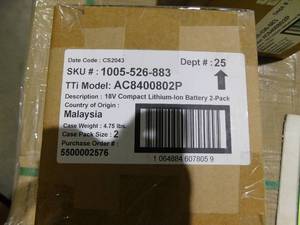 Date Code : CS2043
Dept # : 25
SKU # : 1005-526-883
TTi Model: AC8400802P
Description : 18V Compact Lithium-Ion Battery 2-Pack
Country of Origin :
Malaysia
Case Weight : 4.75 lbs.
Case Pack Size : 2
Purchase Order # :
5500002576
1 0064884 607805 9